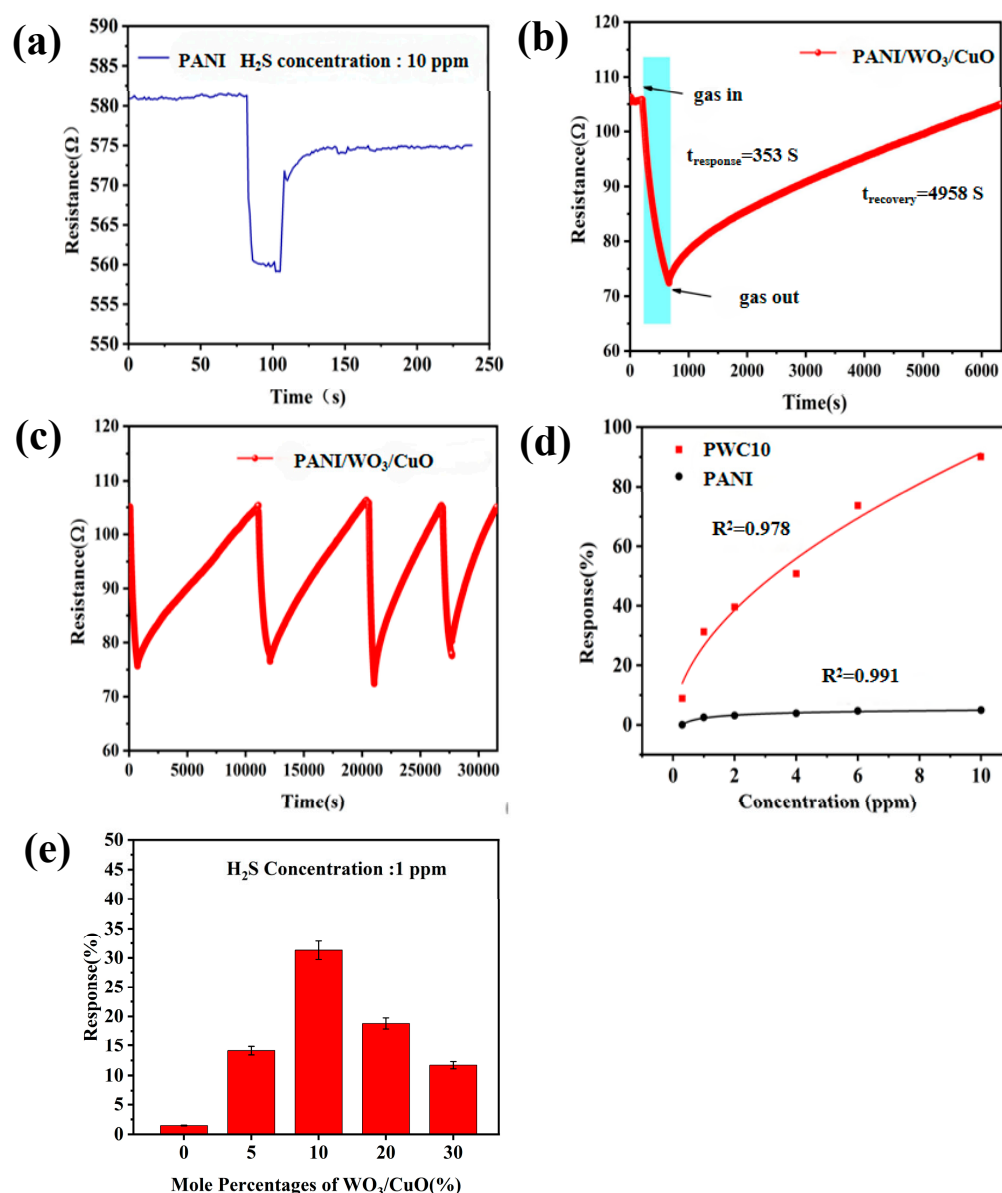 (a)
PANI H₂S concentration : 10 ppm
Resistance(Ω)
590
585
580
575
570
565
560
555
550
0
50
100
150
200
250
Time (s)
(b)
PANI/WO₃/CuO
gas in
t_response=353 S
t_recovery=4958 S
gas out
Resistance(Ω)
120
110
100
90
80
70
60
0
1000
2000
3000
4000
5000
6000
Time(s)
(c)
PANI/WO₃/CuO
Resistance(Ω)
120
110
100
90
80
70
60
0
5000
10000
15000
20000
25000
30000
Time(s)
(d)
PWC10
PANI
R²=0.978
R²=0.991
Response(%)
100
80
60
40
20
0
0
2
4
6
8
10
Concentration (ppm)
(e)
H₂S Concentration :1 ppm
Response(%)
50
45
40
35
30
25
20
15
10
5
0
0
5
10
20
30
Mole Percentages of WO₃/CuO(%)